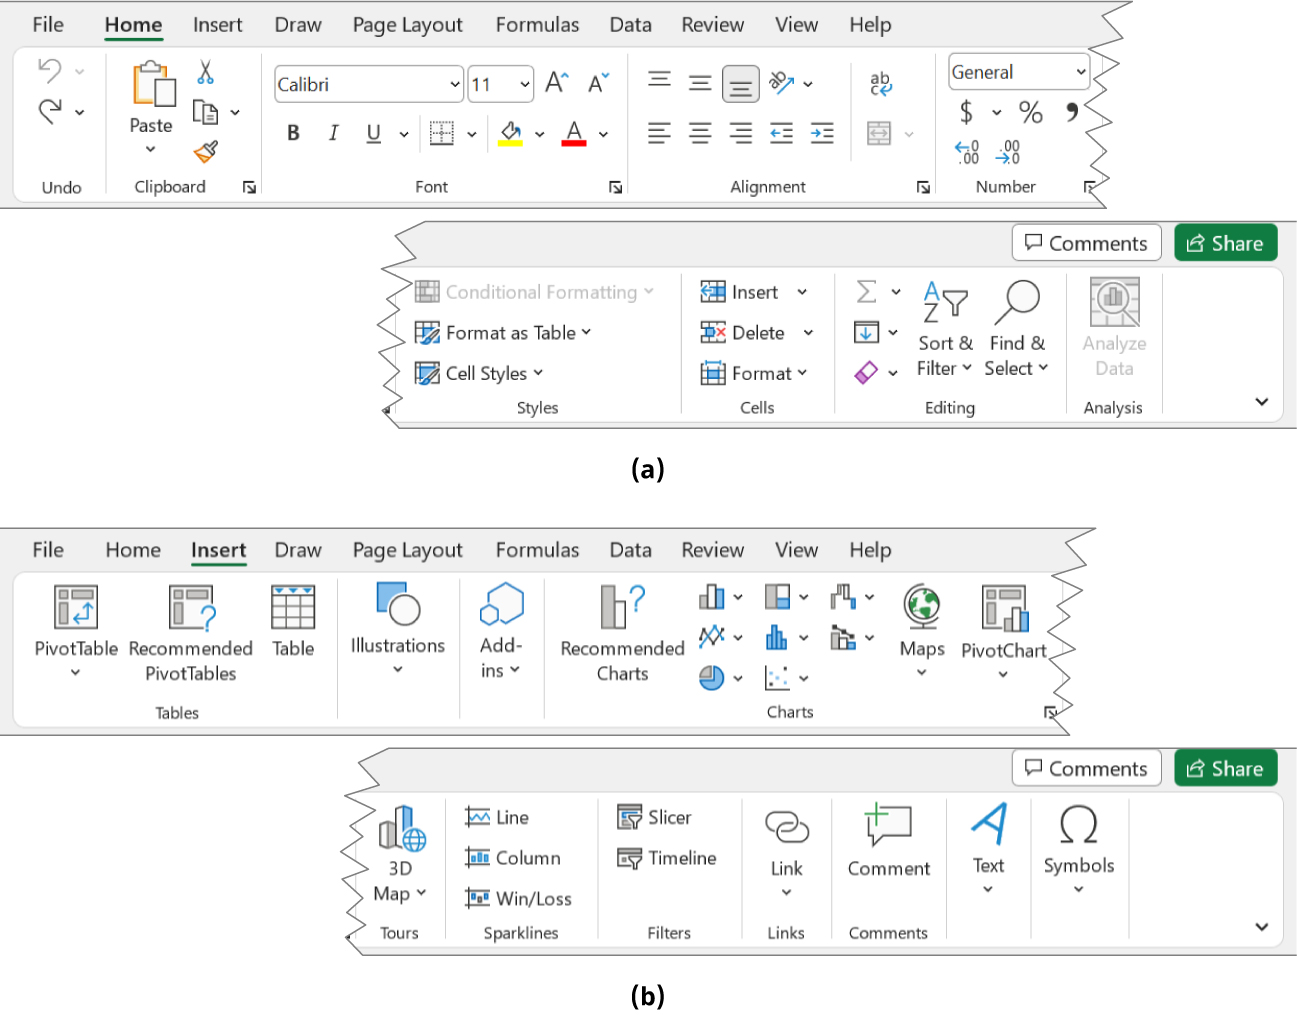 File Home Insert Draw Page Layout Formulas Data Review View Help
Calibri 11 General
Paste
B I U A ab $ % 9
Undo Clipboard Font Alignment Number
Comments Share
Conditional Formatting Insert
Format as Table Delete
Cell Styles Format
Sort & Filter
Find & Select
Analyze Data
Styles Cells Editing Analysis
(a)
File Home Insert Draw Page Layout Formulas Data Review View Help
PivotTable
Recommended PivotTables
Table
Illustrations
Add-ins
Recommended Charts
Maps
PivotChart
Tables Charts
Comments Share
3D Map
Line
Column
Win/Loss
Slicer
Timeline
Link
Comment
Text
Symbols
Tours Sparklines Filters Links Comments
(b)